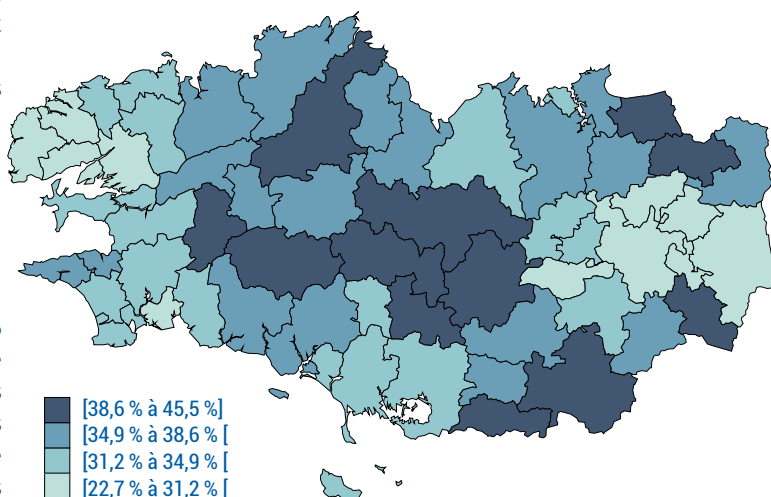 [38,6 % à 45,5 %]
[34,9 % à 38,6 % [
[31,2 % à 34,9 % [
[22,7 % à 31,2 % [